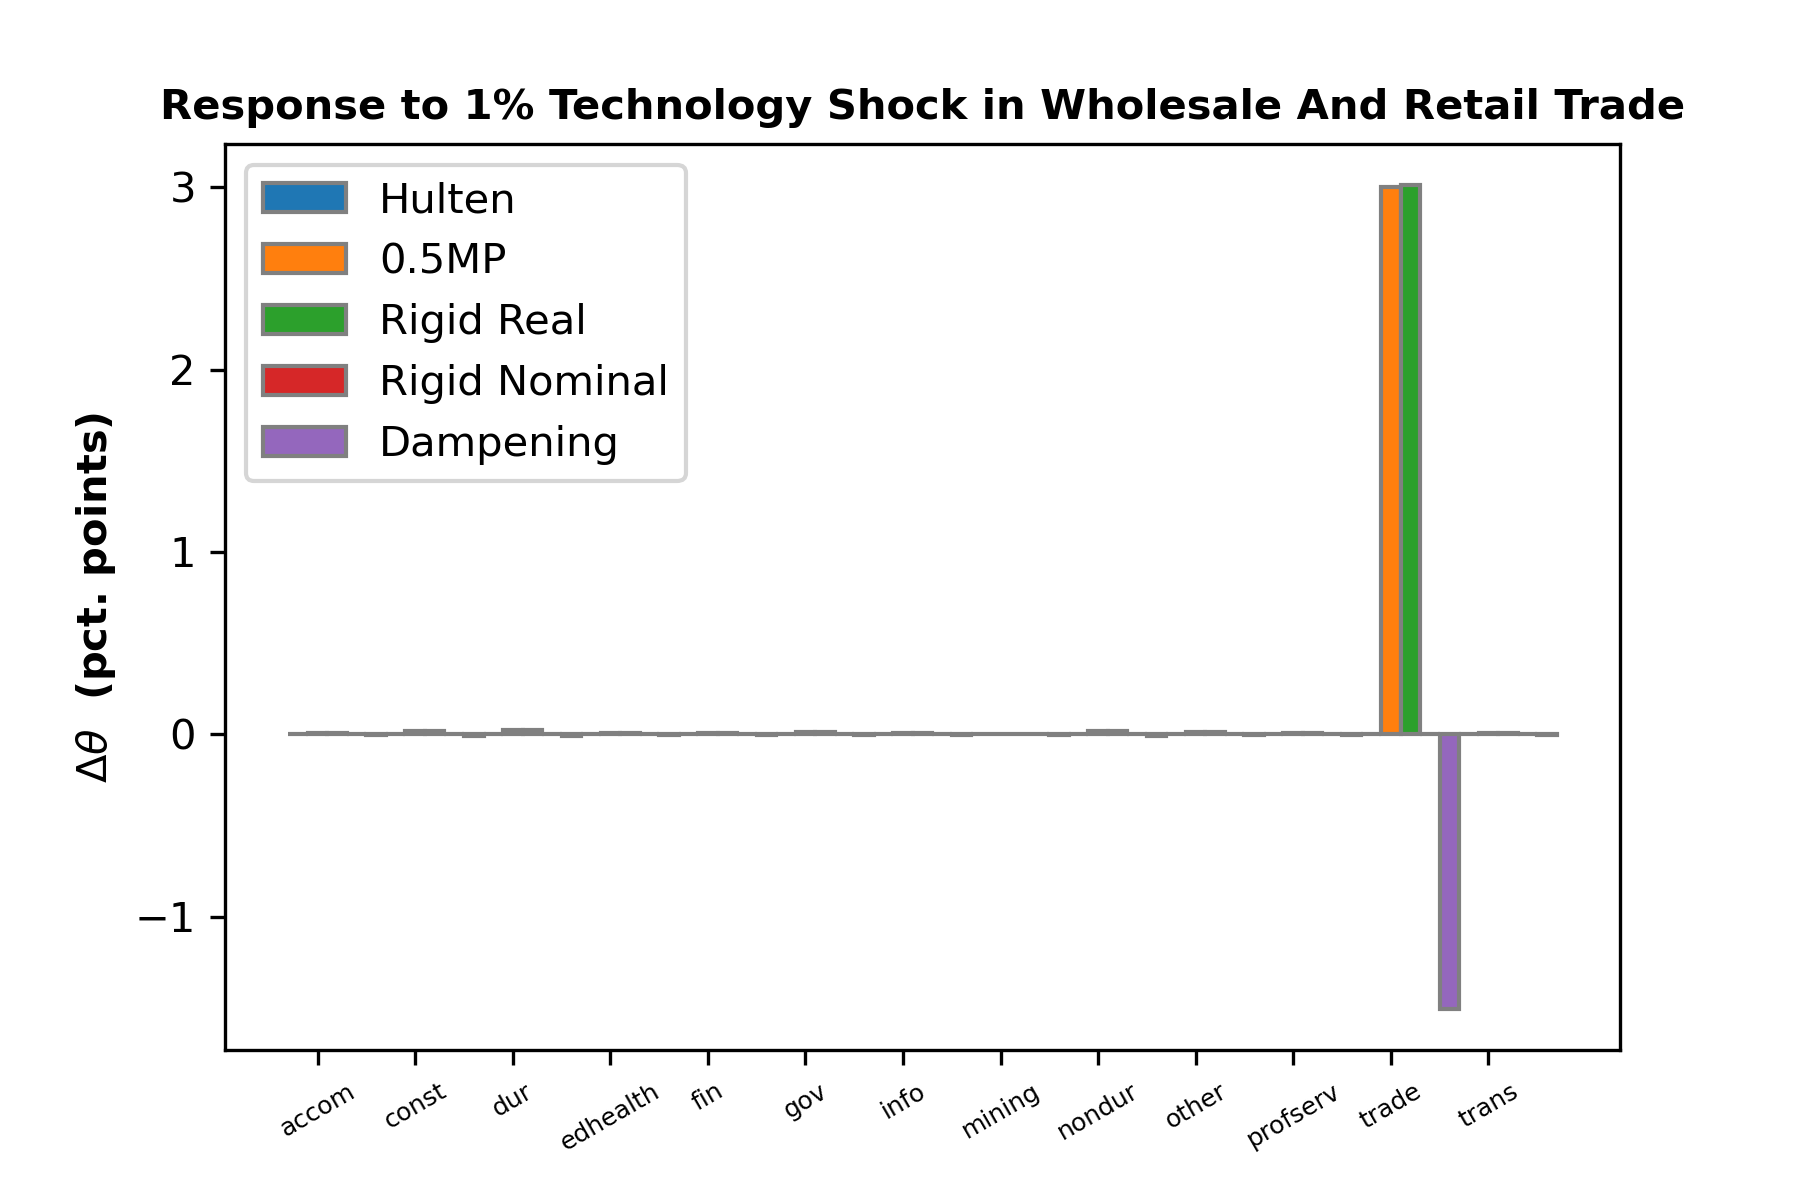 Response to 1% Technology Shock in Wholesale And Retail Trade
Hulten
0.5MP
Rigid Real
Rigid Nominal
Dampening
Δθ (pct. points)
3
2
1
0
−1
accom
const
dur
edhealth
fin
gov
info
mining
nondur
other
profserv
trade
trans